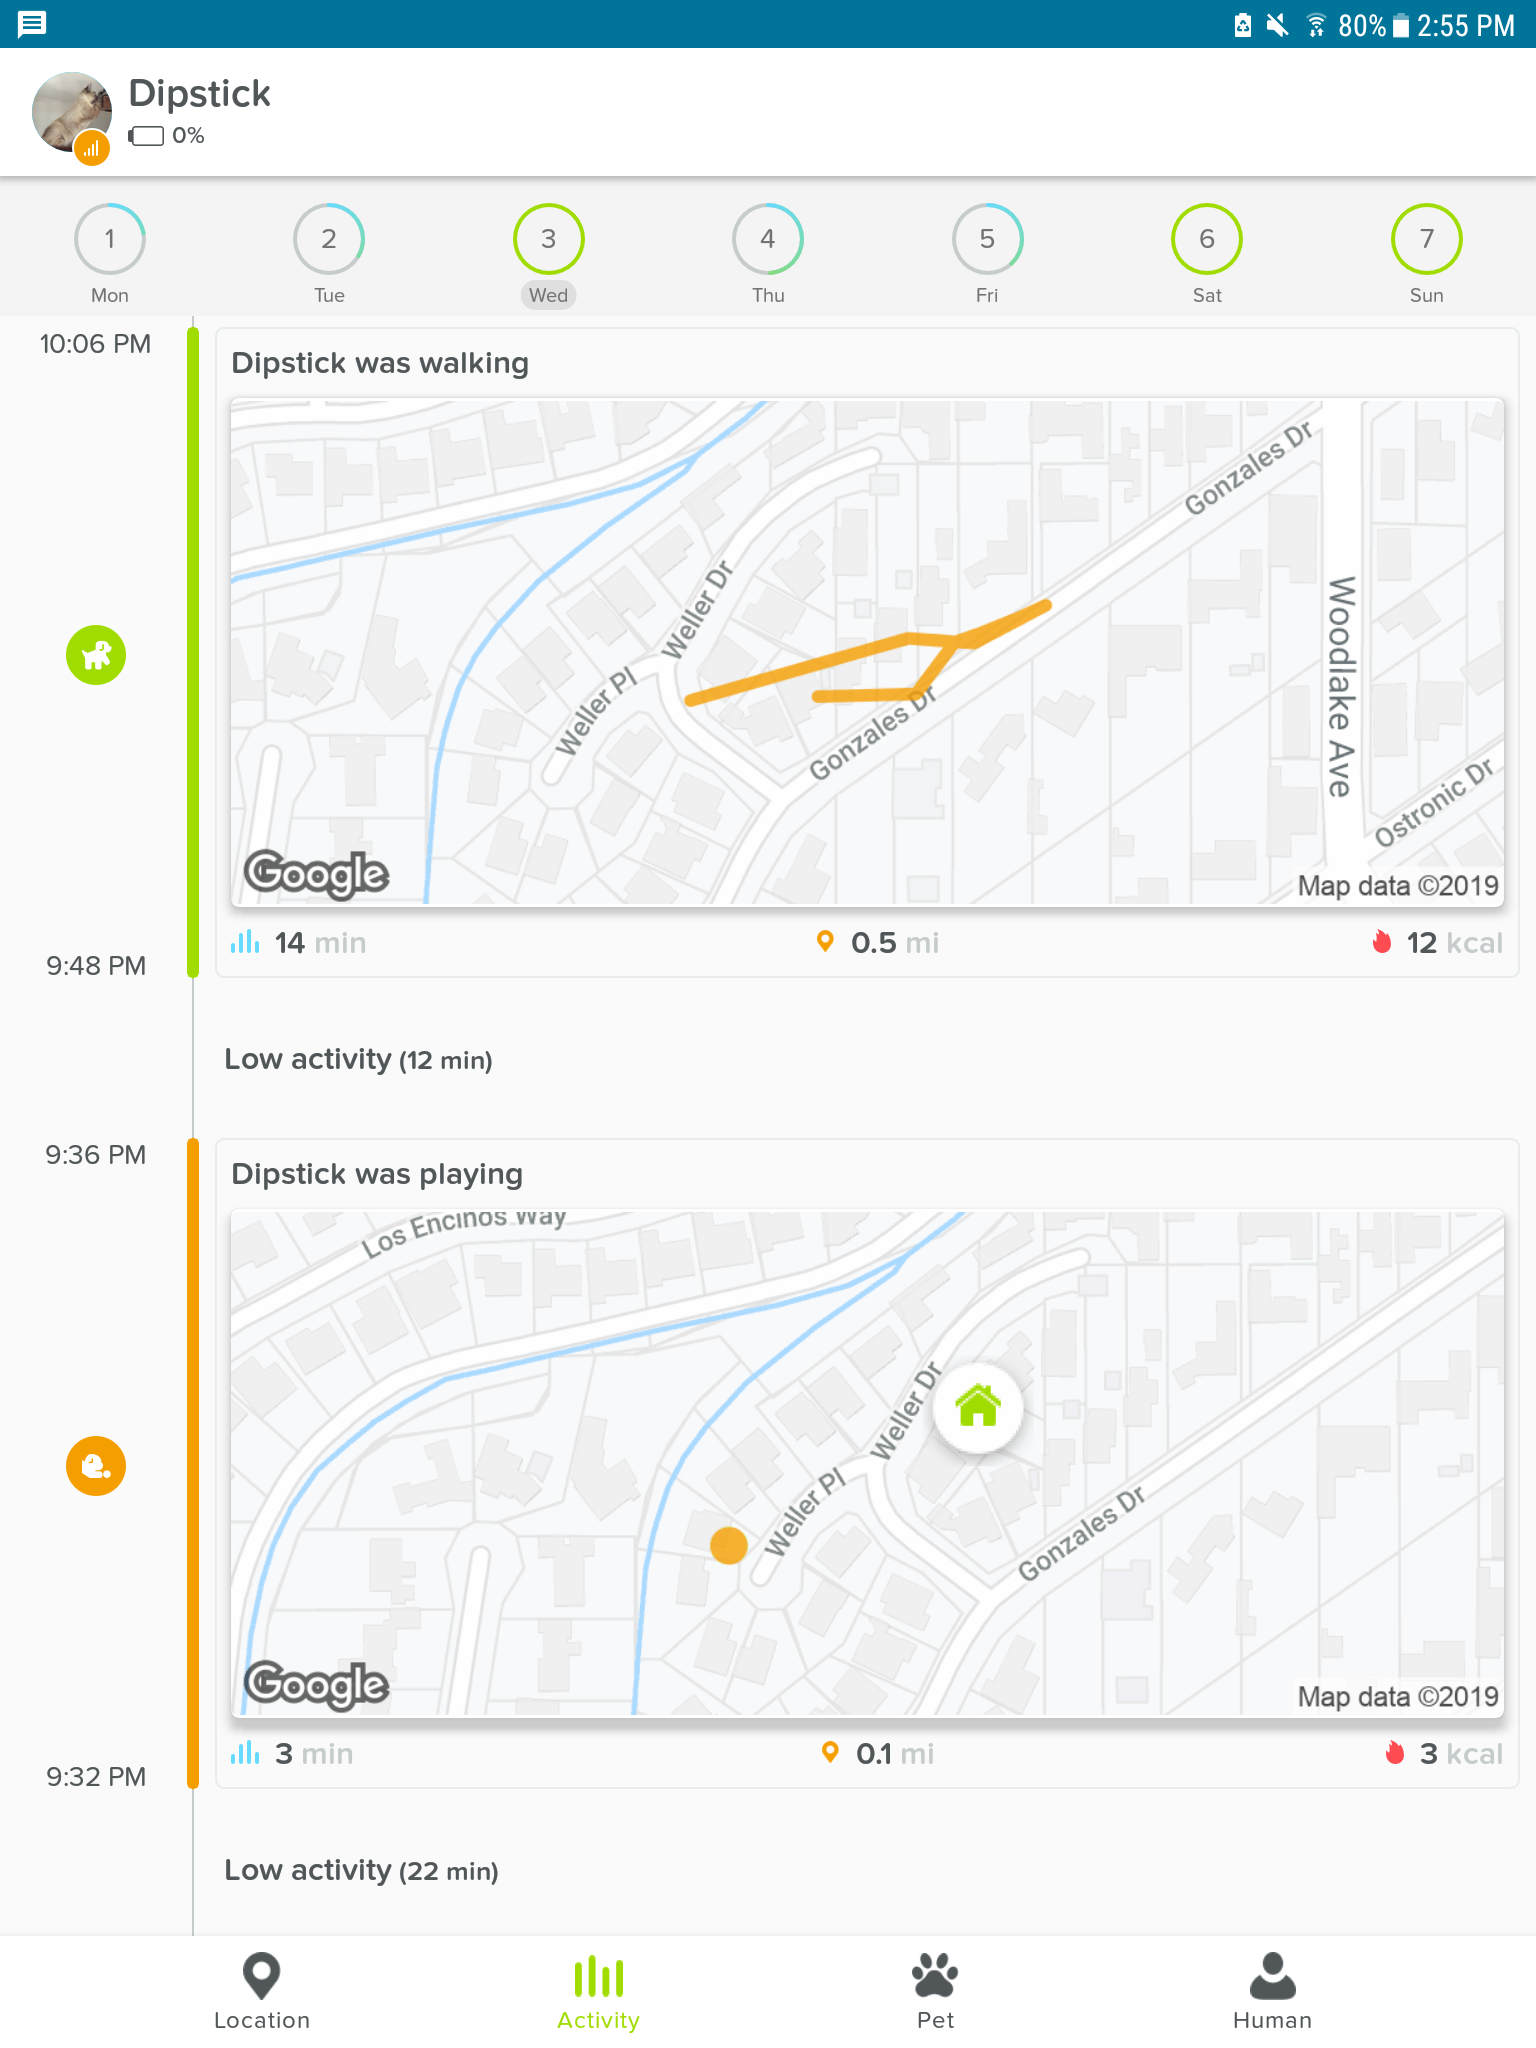 80% 2:55 PM
Dipstick
0%
1 2 3 4 5 6 7
Mon Tue Wed Thu Fri Sat Sun
10:06 PM
Dipstick was walking
Gonzales Dr
Weller Dr
Weller Pl
Gonzales Dr
Woodlake Ave
Ostronic Dr
Google
Map data ©2019
14 min 0.5 mi 12 kcal
9:48 PM
Low activity (12 min)
9:36 PM
Dipstick was playing
Los Encinos Way
Weller Dr
Weller Pl
Gonzales Dr
Google
Map data ©2019
3 min 0.1 mi 3 kcal
9:32 PM
Low activity (22 min)
Location Activity Pet Human